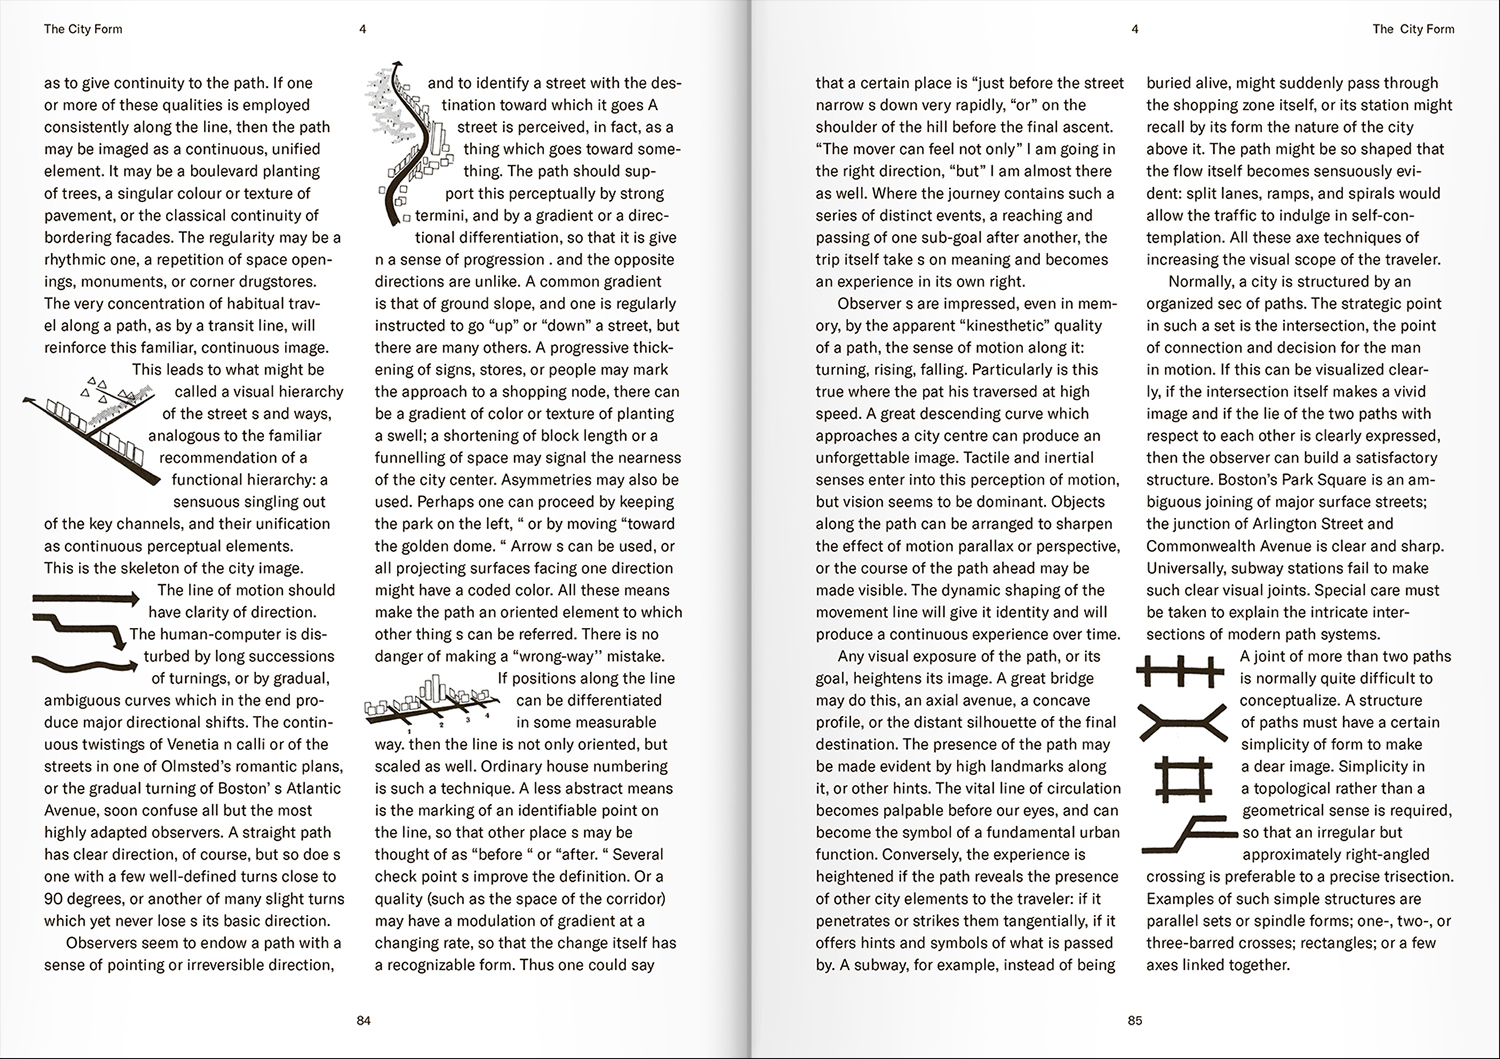 The City Form
4
as to give continuity to the path. If one
or more of these qualities is employed
consistently along the line, then the path
may be imaged as a continuous, unified
element. It may be a boulevard planting
of trees, a singular colour or texture of
pavement, or the classical continuity of
bordering facades. The regularity may be a
rhythmic one, a repetition of space open-
ings, monuments, or corner drugstores.
The very concentration of habitual trav-
el along a path, as by a transit line, will
reinforce this familiar, continuous image.
This leads to what might be
called a visual hierarchy
of the street s and ways,
analogous to the familiar
recommendation of a
functional hierarchy: a
sensuous singling out
of the key channels, and their unification
as continuous perceptual elements.
This is the skeleton of the city image.
The line of motion should
have clarity of direction.
The human-computer is dis-
turbed by long successions
of turnings, or by gradual,
ambiguous curves which in the end pro-
duce major directional shifts. The contin-
uous twistings of Venetia n calli or of the
streets in one of Olmsted's romantic plans,
or the gradual turning of Boston' s Atlantic
Avenue, soon confuse all but the most
highly adapted observers. A straight path
has clear direction, of course, but so doe s
one with a few well-defined turns close to
90 degrees, or another of many slight turns
which yet never lose s its basic direction.
Observers seem to endow a path with a
sense of pointing or irreversible direction,
and to identify a street with the des-
tination toward which it goes A
street is perceived, in fact, as a
thing which goes toward some-
thing. The path should sup-
port this perceptually by strong
termini, and by a gradient or a direc-
tional differentiation, so that it is give
n a sense of progression . and the opposite
directions are unlike. A common gradient
is that of ground slope, and one is regularly
instructed to go “up” or “down” a street, but
there are many others. A progressive thick-
ening of signs, stores, or people may mark
the approach to a shopping node, there can
be a gradient of color or texture of planting
a swell; a shortening of block length or a
funnelling of space may signal the nearness
of the city center. Asymmetries may also be
used. Perhaps one can proceed by keeping
the park on the left, “ or by moving “toward
the golden dome. “ Arrow s can be used, or
all projecting surfaces facing one direction
might have a coded color. All these means
make the path an oriented element to which
other thing s can be referred. There is no
danger of making a “wrong-way’’ mistake.
If positions along the line
can be differentiated
in some measurable
1
2
3
4
way. then the line is not only oriented, but
scaled as well. Ordinary house numbering
is such a technique. A less abstract means
is the marking of an identifiable point on
the line, so that other place s may be
thought of as “before “ or “after. “ Several
check point s improve the definition. Or a
quality (such as the space of the corridor)
may have a modulation of gradient at a
changing rate, so that the change itself has
a recognizable form. Thus one could say
84
4
The City Form
that a certain place is “just before the street
narrow s down very rapidly, “or” on the
shoulder of the hill before the final ascent.
“The mover can feel not only” I am going in
the right direction, “but” I am almost there
as well. Where the journey contains such a
series of distinct events, a reaching and
passing of one sub-goal after another, the
trip itself take s on meaning and becomes
an experience in its own right.
Observer s are impressed, even in mem-
ory, by the apparent “kinesthetic” quality
of a path, the sense of motion along it:
turning, rising, falling. Particularly is this
true where the pat his traversed at high
speed. A great descending curve which
approaches a city centre can produce an
unforgettable image. Tactile and inertial
senses enter into this perception of motion,
but vision seems to be dominant. Objects
along the path can be arranged to sharpen
the effect of motion parallax or perspective,
or the course of the path ahead may be
made visible. The dynamic shaping of the
movement line will give it identity and will
produce a continuous experience over time.
Any visual exposure of the path, or its
goal, heightens its image. A great bridge
may do this, an axial avenue, a concave
profile, or the distant silhouette of the final
destination. The presence of the path may
be made evident by high landmarks along
it, or other hints. The vital line of circulation
becomes palpable before our eyes, and can
become the symbol of a fundamental urban
function. Conversely, the experience is
heightened if the path reveals the presence
of other city elements to the traveler: if it
penetrates or strikes them tangentially, if it
offers hints and symbols of what is passed
by. A subway, for example, instead of being
buried alive, might suddenly pass through
the shopping zone itself, or its station might
recall by its form the nature of the city
above it. The path might be so shaped that
the flow itself becomes sensuously evi-
dent: split lanes, ramps, and spirals would
allow the traffic to indulge in self-con-
templation. All these axe techniques of
increasing the visual scope of the traveler.
Normally, a city is structured by an
organized sec of paths. The strategic point
in such a set is the intersection, the point
of connection and decision for the man
in motion. If this can be visualized clear-
ly, if the intersection itself makes a vivid
image and if the lie of the two paths with
respect to each other is clearly expressed,
then the observer can build a satisfactory
structure. Boston's Park Square is an am-
biguous joining of major surface streets;
the junction of Arlington Street and
Commonwealth Avenue is clear and sharp.
Universally, subway stations fail to make
such clear visual joints. Special care must
be taken to explain the intricate inter-
sections of modern path systems.
A joint of more than two paths
is normally quite difficult to
conceptualize. A structure
of paths must have a certain
simplicity of form to make
a dear image. Simplicity in
a topological rather than a
geometrical sense is required,
so that an irregular but
approximately right-angled
crossing is preferable to a precise trisection.
Examples of such simple structures are
parallel sets or spindle forms; one-, two-, or
three-barred crosses; rectangles; or a few
axes linked together.
85